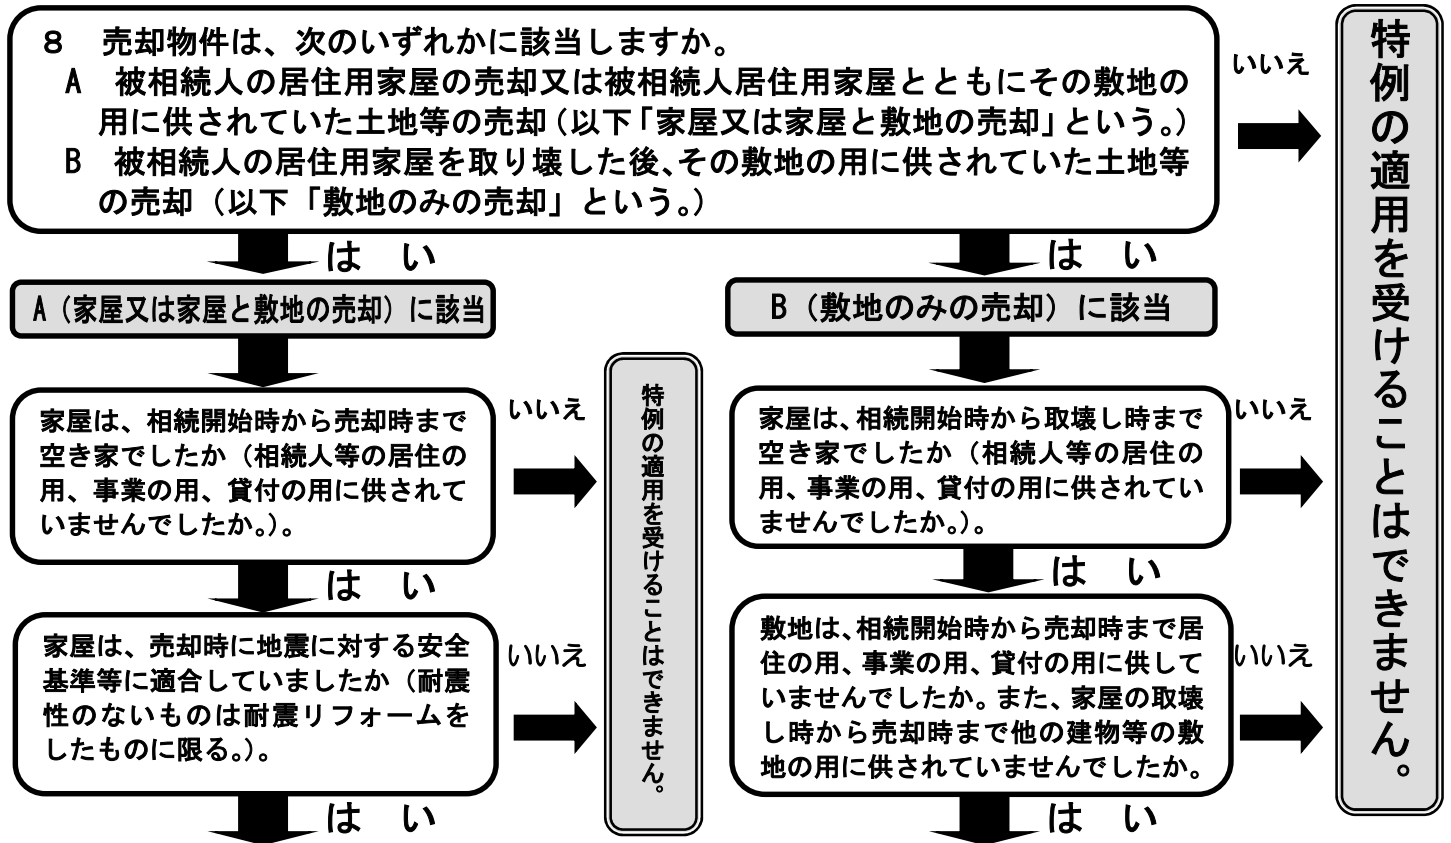 ８　売却物件は、次のいずれかに該当しますか。
A　被相続人の居住用家屋の売却又は被相続人居住用家屋とともにその敷地の
用に供されていた土地等の売却（以下「家屋又は家屋と敷地の売却」という。）
B　被相続人の居住用家屋を取り壊した後、その敷地の用に供されていた土地等
の売却（以下「敷地のみの売却」という。）
いいえ
特例の適用を受けることはできません。
は　い
は　い
A（家屋又は家屋と敷地の売却）に該当
B（敷地のみの売却）に該当
家屋は、相続開始時から売却時まで
空き家でしたか（相続人等の居住の
用、事業の用、貸付の用に供されて
いませんでしたか。）。
いいえ
特例の適用を受けることはできません。
家屋は、相続開始時から取壊し時まで
空き家でしたか（相続人等の居住の
用、事業の用、貸付の用に供されてい
ませんでしたか。）。
いいえ
は　い
は　い
家屋は、売却時に地震に対する安全
基準等に適合していましたか（耐震
性のないものは耐震リフォームを
したものに限る。）。
いいえ
敷地は、相続開始時から売却時まで居
住の用、事業の用、貸付の用に供して
いませんでしたか。また、家屋の取壊
し時から売却時まで他の建物等の敷
地の用に供されていませんでしたか。
いいえ
は　い
は　い